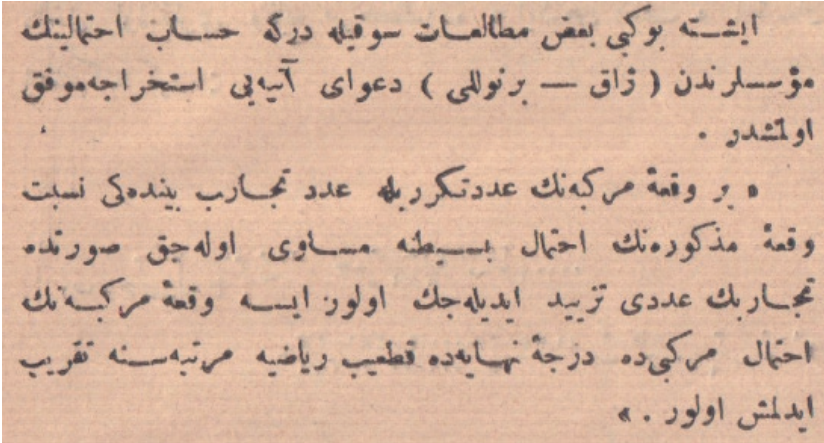 ایشته بوکبی بعض مطالعات سوقیله درکه حساب احتمالینك
مؤسسلرندن ( ژاق — برنوللی ) دعوای آتیه‌یی استخراجه موفق
اولمشدر .
« بر وقعهٔ مرکبه‌نك عدد تکرریله عدد تجارب بیننده‌کی نسبت
وقعهٔ مذکوره‌نك احتمال بسیطنه مساوی اوله‌جق صورتده
تجاربك عددی تزیید ایدیله‌جك اولور ایسه وقعهٔ مرکبه‌نك
احتمال مرکبی‌ده درجهٔ نهایه‌ده قطعیت ریاضیه مرتبه‌سنه تقریب
ایدلمش اولور . »